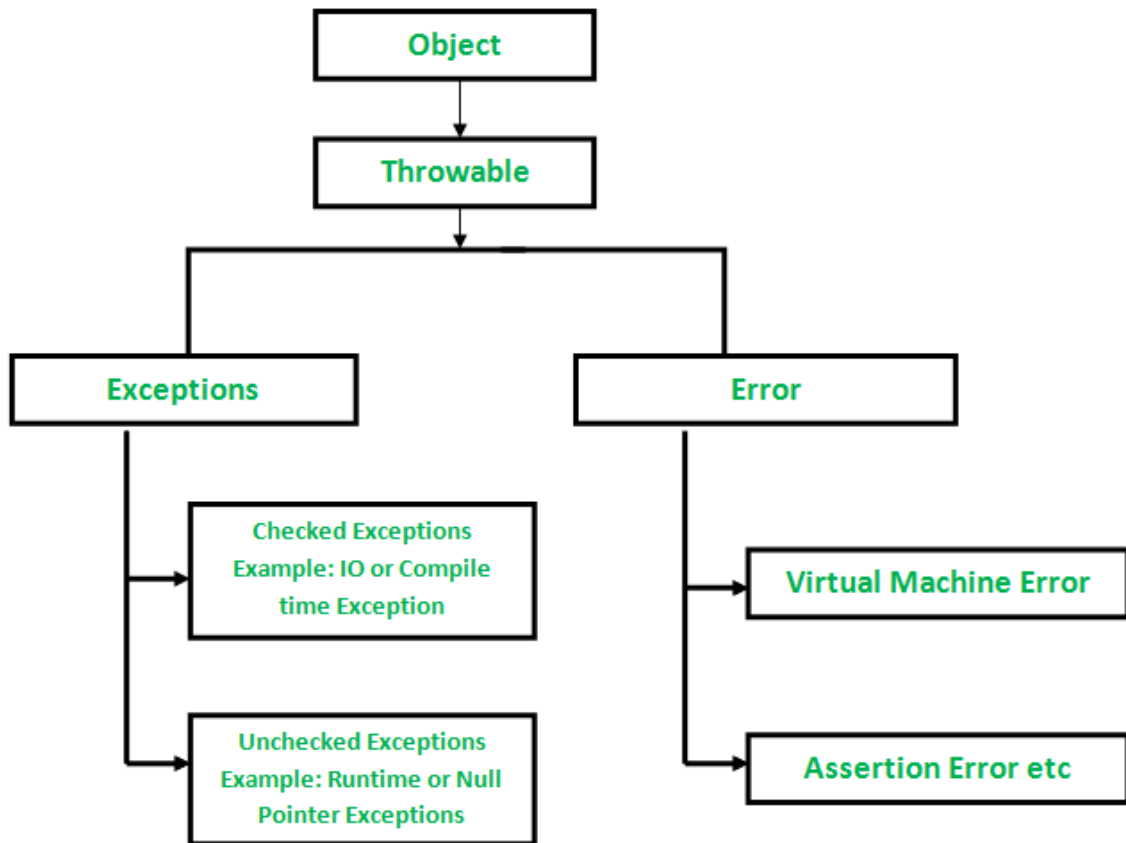 Object
Throwable
Exceptions
Error
Checked Exceptions
Example: IO or Compile
time Exception
Virtual Machine Error
Unchecked Exceptions
Example: Runtime or Null
Pointer Exceptions
Assertion Error etc